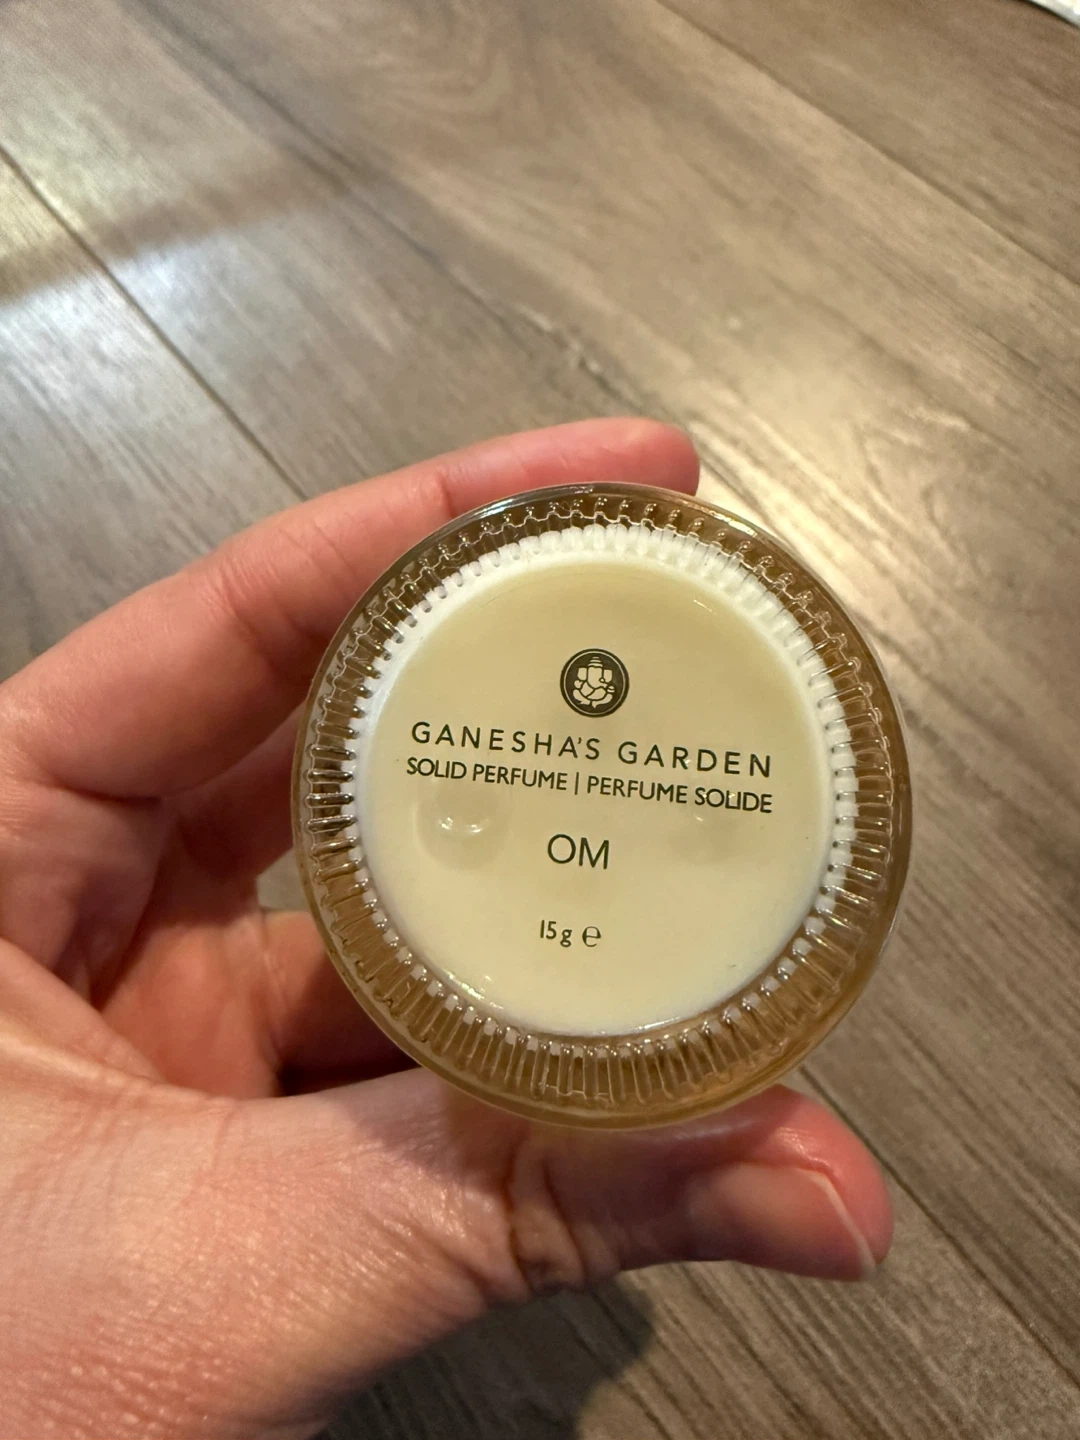 GANESHA'S GARDEN
SOLID PERFUME | PERFUME SOLIDE
OM
15g ℮